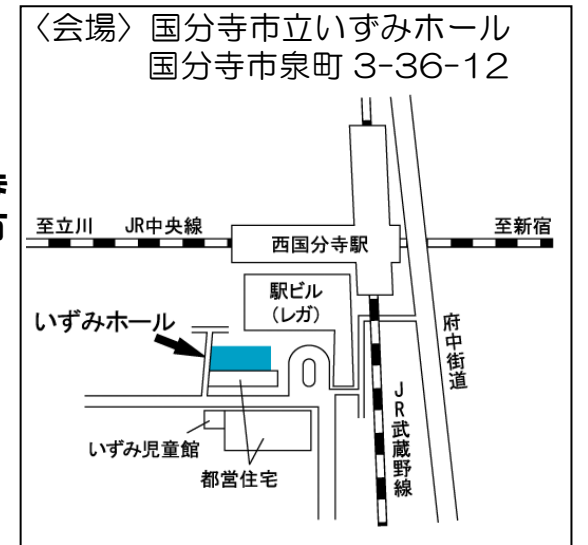 〈会場〉国分寺市立いずみホール
国分寺市泉町 3-36-12
至立川
JR中央線
至新宿
西国分寺駅
駅ビル
(レガ)
いずみホール
府中街道
JR武蔵野線
いずみ児童館
都営住宅